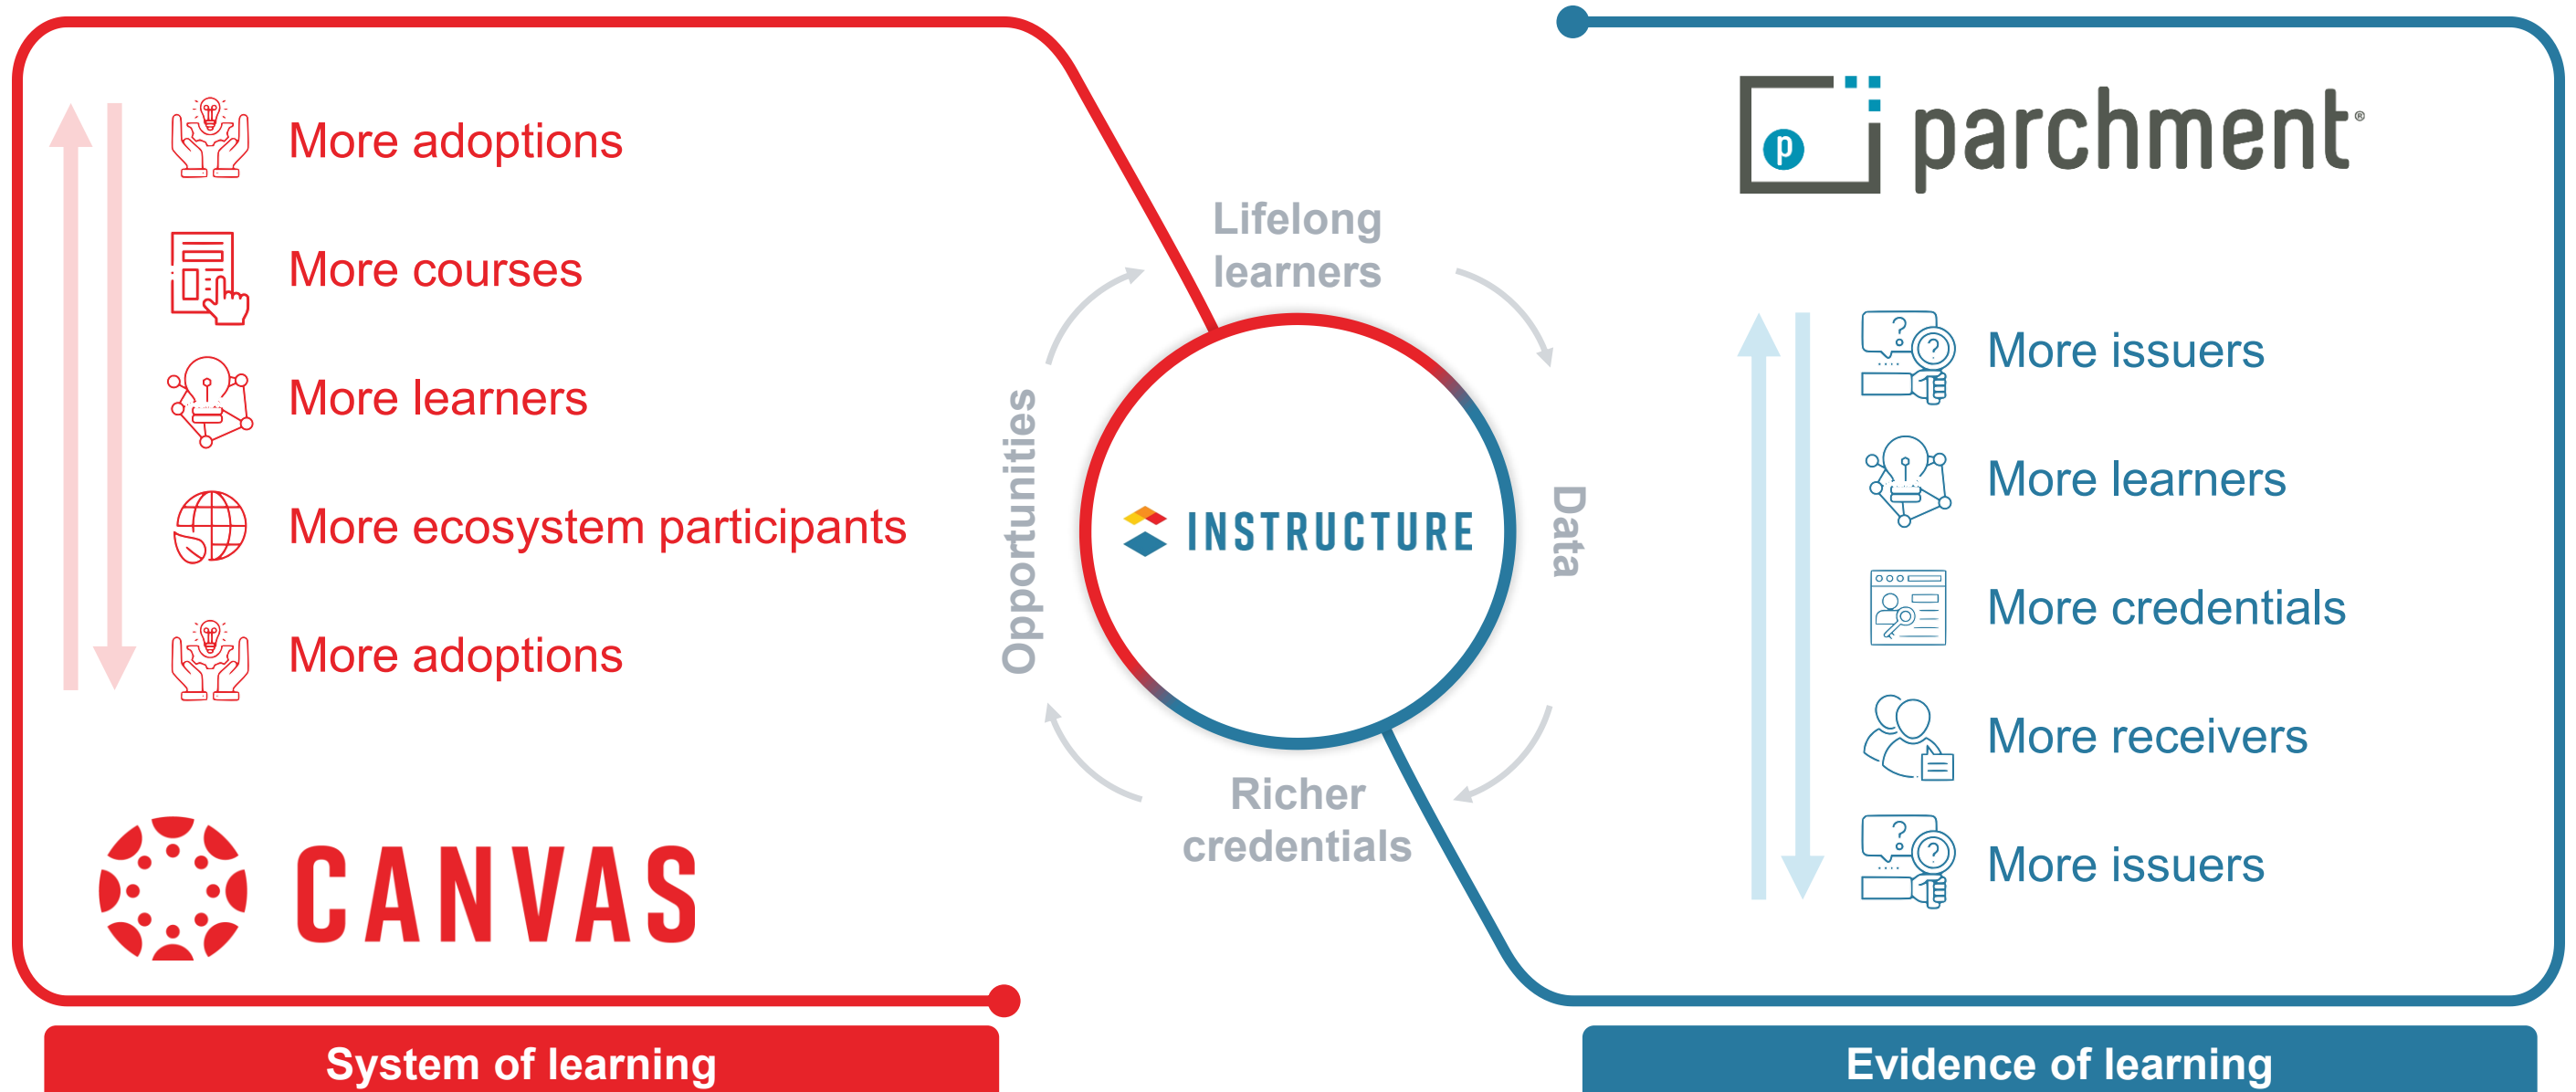 More adoptions
More courses
More learners
More ecosystem participants
More adoptions
CANVAS
System of learning
Lifelong
learners
Opportunities
INSTRUCTURE
Data
Richer
credentials
p parchment®
More issuers
More learners
More credentials
More receivers
More issuers
Evidence of learning